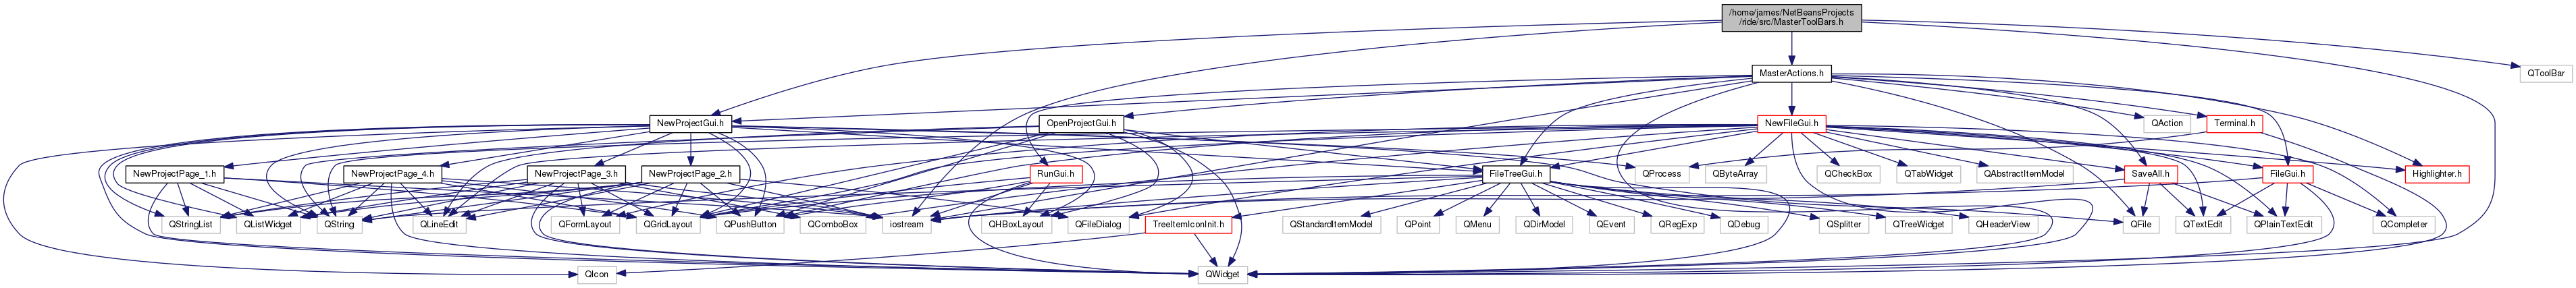 /home/james/NetBeansProjects
/ride/src/MasterToolBars.h
MasterActions.h
QToolBar
NewProjectGui.h
OpenProjectGui.h
NewFileGui.h
QAction
Terminal.h
NewProjectPage_1.h
NewProjectPage_4.h
NewProjectPage_3.h
NewProjectPage_2.h
RunGui.h
FileTreeGui.h
QProcess
QByteArray
QCheckBox
QTabWidget
QAbstractItemModel
SaveAll.h
FileGui.h
Highlighter.h
QStringList
QListWidget
QString
QLineEdit
QFormLayout
QGridLayout
QPushButton
QComboBox
iostream
QHBoxLayout
QFileDialog
TreeItemIconInit.h
QStandardItemModel
QPoint
QMenu
QDirModel
QEvent
QRegExp
QDebug
QSplitter
QTreeWidget
QHeaderView
QFile
QTextEdit
QPlainTextEdit
QCompleter
QIcon
QWidget